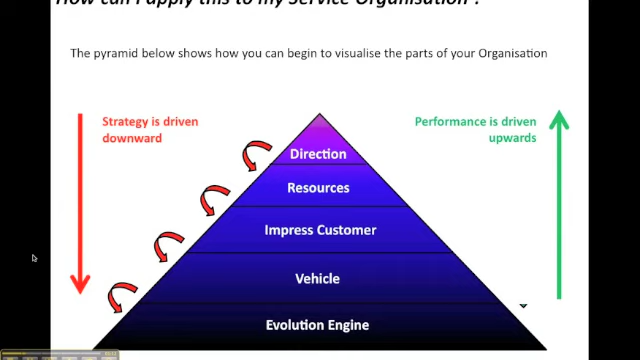 How can I apply this to my Service Organisation ?
The pyramid below shows how you can begin to visualise the parts of your Organisation
Strategy is driven
downward
Performance is driven
upwards
Direction
Resources
Impress Customer
Vehicle
Evolution Engine